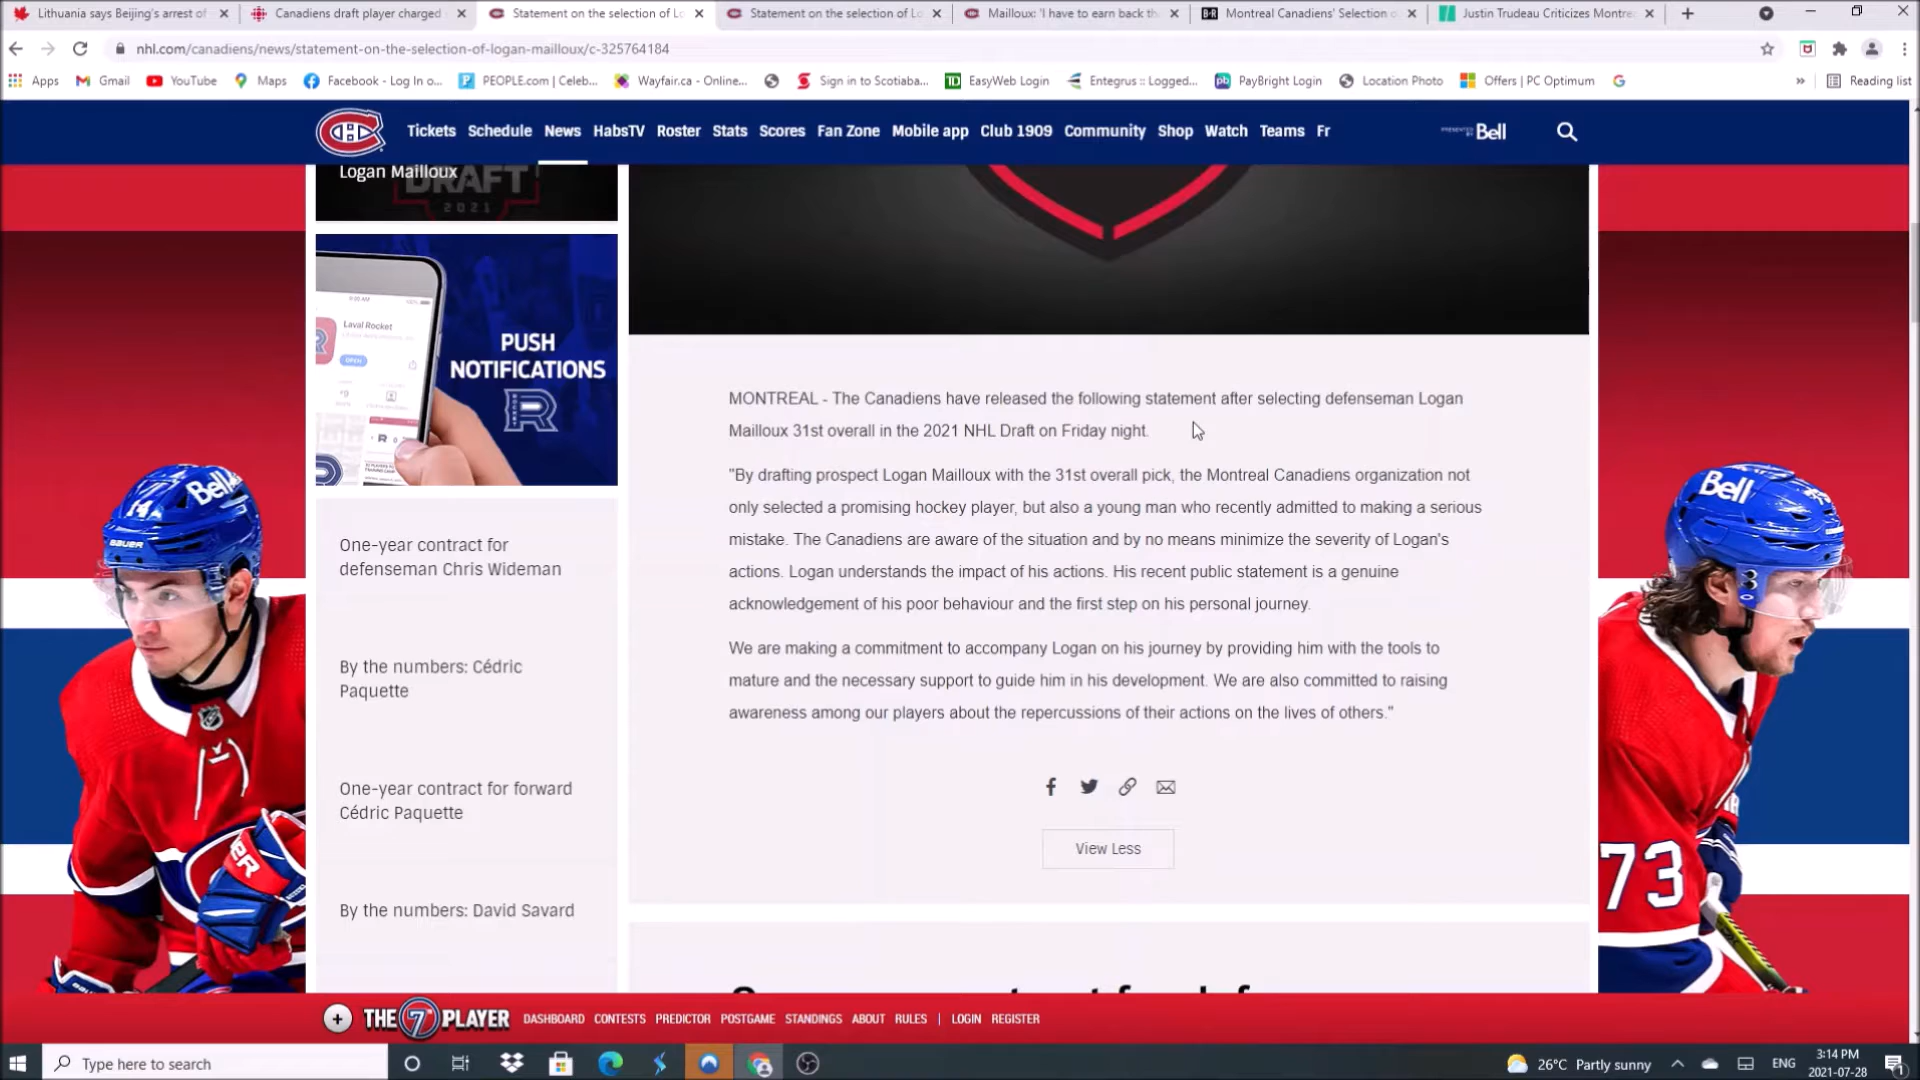 Lithuania says Beijing's arrest of
Canadiens draft player charged
Statement on the selection of Lo
Statement on the selection of Lo
Mailloux: 'I have to earn back th
B·R Montreal Canadiens' Selection o
Justin Trudeau Criticizes Montre
nhl.com/canadiens/news/statement-on-the-selection-of-logan-mailloux/c-325764184
Apps Gmail YouTube Maps Facebook - Log In o... PEOPLE.com | Celeb... Wayfair.ca - Online... Sign in to Scotiaba... EasyWeb Login Entegrus :: Logged... PayBright Login Location Photo Offers | PC Optimum » Reading list
Tickets Schedule News HabsTV Roster Stats Scores Fan Zone Mobile app Club 1909 Community Shop Watch Teams Fr PRESENTED BY Bell
Logan Mailloux
DRAFT
2021
Laval Rocket
OPEN
PUSH
NOTIFICATIONS
MONTREAL - The Canadiens have released the following statement after selecting defenseman Logan
Mailloux 31st overall in the 2021 NHL Draft on Friday night.
"By drafting prospect Logan Mailloux with the 31st overall pick, the Montreal Canadiens organization not
only selected a promising hockey player, but also a young man who recently admitted to making a serious
mistake. The Canadiens are aware of the situation and by no means minimize the severity of Logan's
actions. Logan understands the impact of his actions. His recent public statement is a genuine
acknowledgement of his poor behaviour and the first step on his personal journey.
We are making a commitment to accompany Logan on his journey by providing him with the tools to
mature and the necessary support to guide him in his development. We are also committed to raising
awareness among our players about the repercussions of their actions on the lives of others."
View Less
One-year contract for
defenseman Chris Wideman
By the numbers: Cédric
Paquette
One-year contract for forward
Cédric Paquette
By the numbers: David Savard
Bell
14
BAUER
Bell
73
THE 7TH PLAYER DASHBOARD CONTESTS PREDICTOR POSTGAME STANDINGS ABOUT RULES | LOGIN REGISTER
Type here to search
26°C Partly sunny
ENG
3:14 PM
2021-07-28